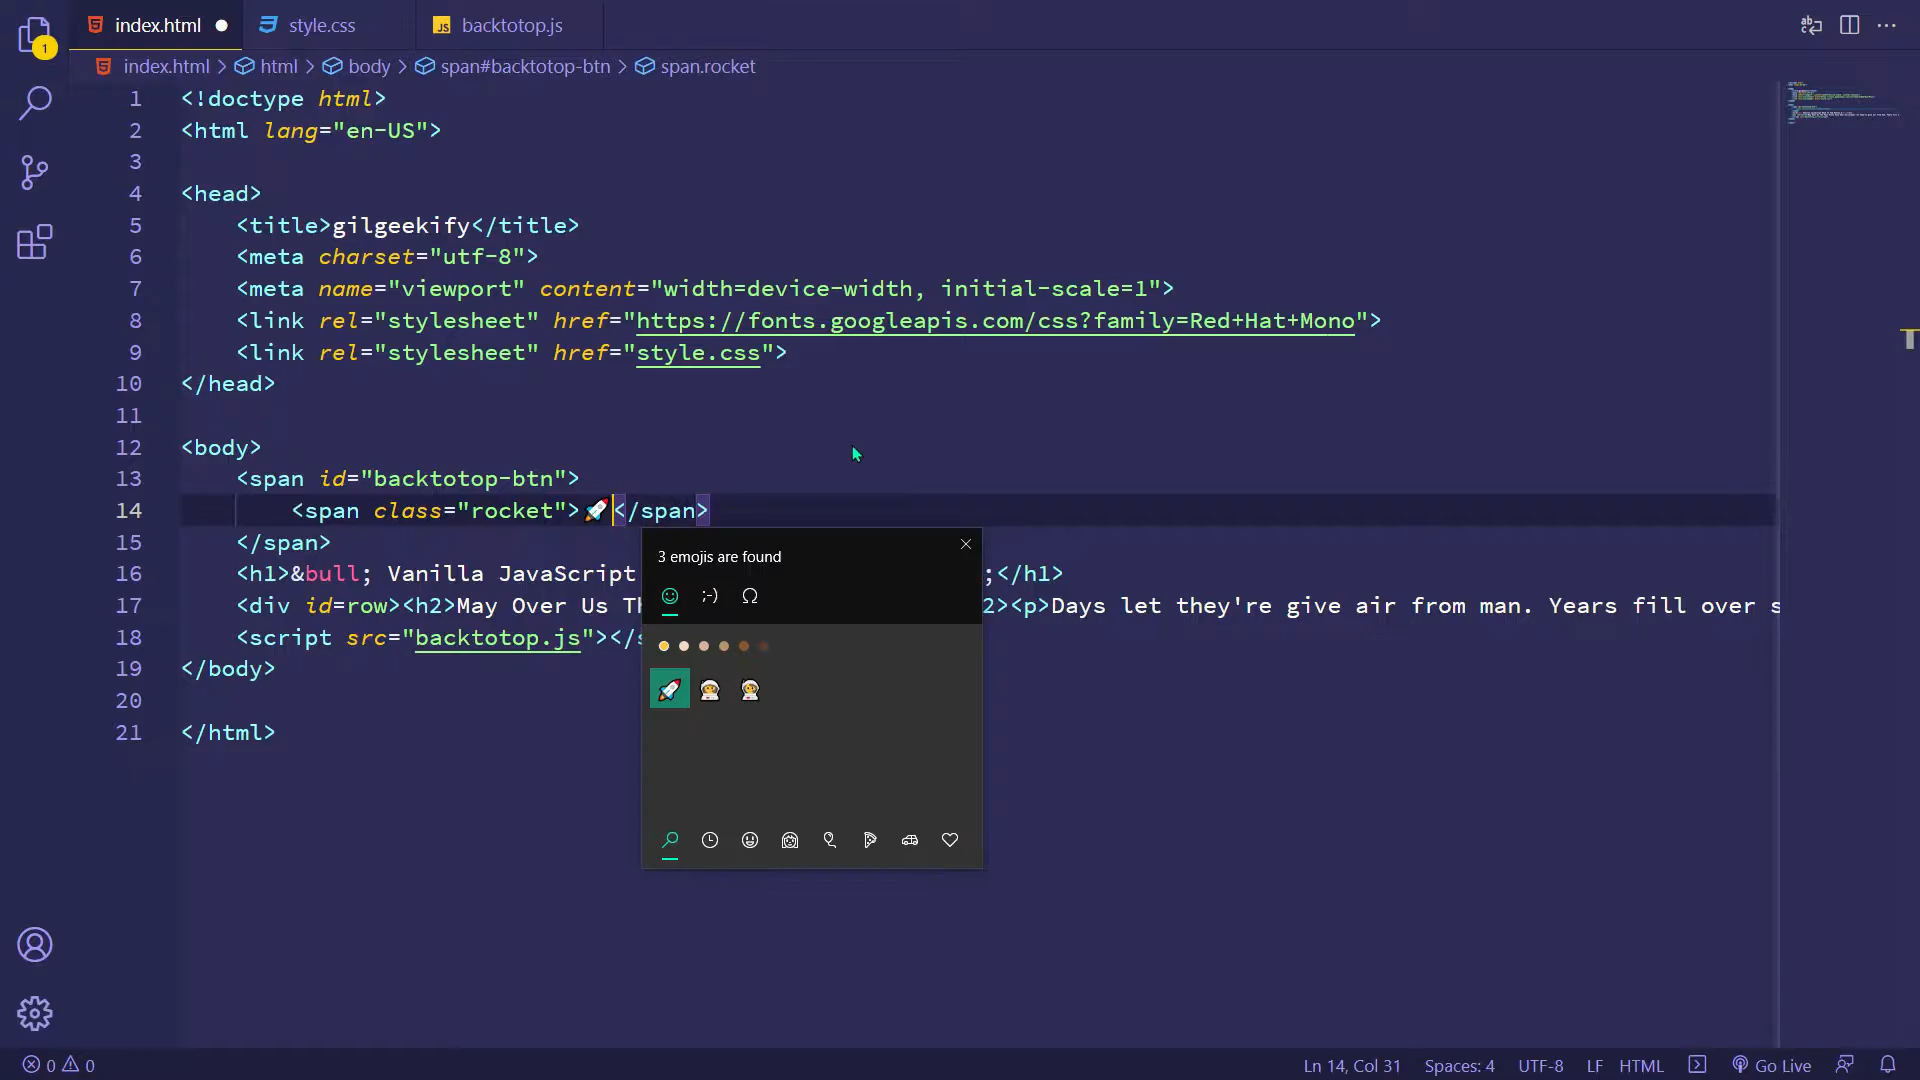 index.html style.css JS backtotop.js
index.html > html > body > span#backtotop-btn > span.rocket
1 <!doctype html>
2 <html lang="en-US">
3
4 <head>
5 <title>gilgeekify</title>
6 <meta charset="utf-8">
7 <meta name="viewport" content="width=device-width, initial-scale=1">
8 <link rel="stylesheet" href="https://fonts.googleapis.com/css?family=Red+Hat+Mono">
9 <link rel="stylesheet" href="style.css">
10 </head>
11
12 <body>
13 <span id="backtotop-btn">
14 <span class="rocket">🚀</span>
15 </span>
3 emojis are found
16 <h1>&bull; Vanilla JavaScript ;</h1>
;-) Ω
17 <div id=row><h2>May Over Us 2><p>Days let they're give air from man. Years fill over s
18 <script src="backtotop.js"></
19 </body>
20
21 </html>
1
0 0 Ln 14, Col 31 Spaces: 4 UTF-8 LF HTML Go Live